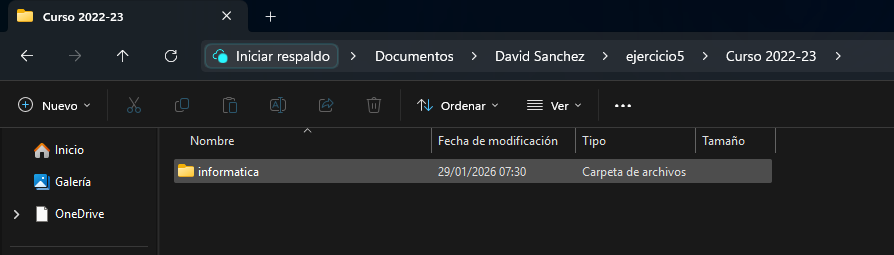 Curso 2022-23
Iniciar respaldo > Documentos > David Sanchez > ejercicio5 > Curso 2022-23 >
Nuevo Ordenar Ver ...
Nombre Fecha de modificación Tipo Tamaño
Inicio
informatica 29/01/2026 07:30 Carpeta de archivos
Galería
OneDrive